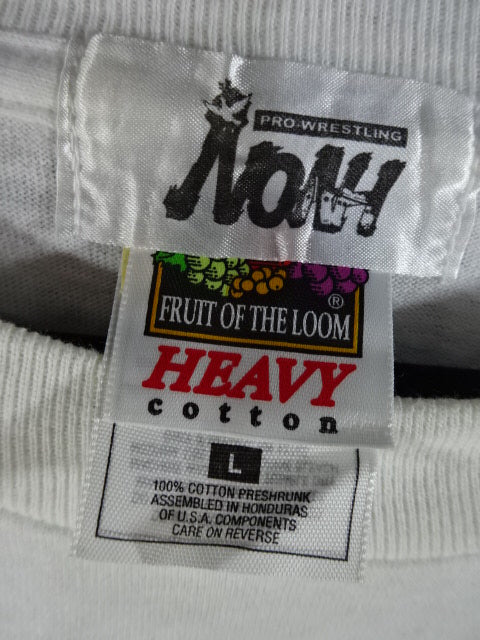 PRO-WRESTLING
NOAH
FRUIT OF THE LOOM
®
HEAVY
cotton
L
100% COTTON PRESHRUNK
ASSEMBLED IN HONDURAS
OF U.S.A. COMPONENTS
CARE ON REVERSE